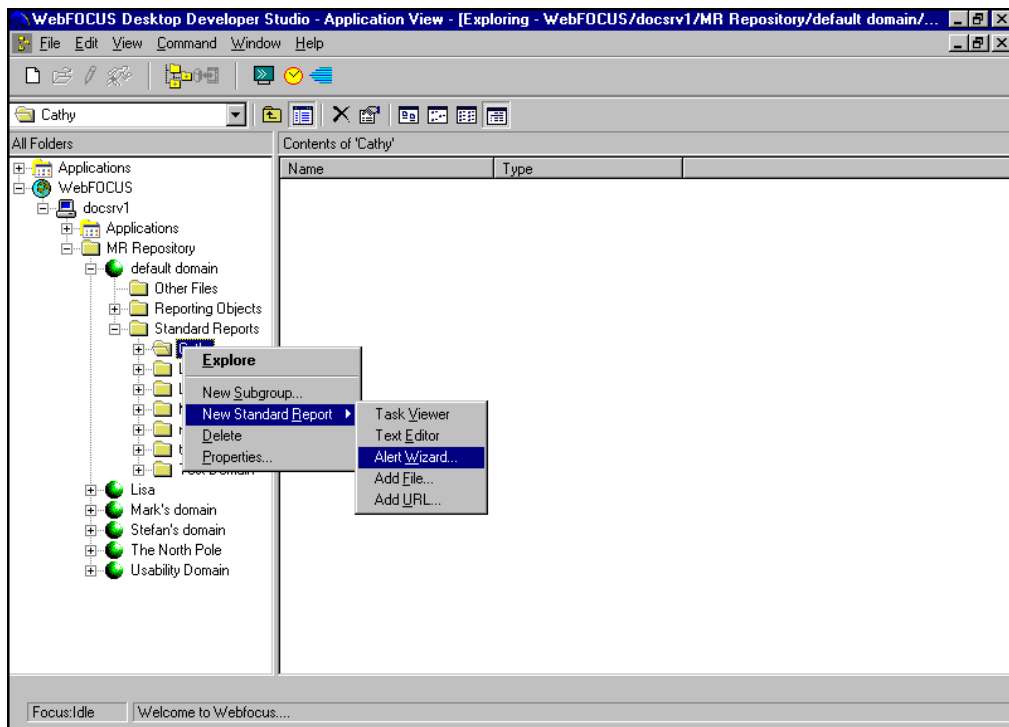 WebFOCUS Desktop Developer Studio - Application View - [Exploring - WebFOCUS/docsrv1/MR Repository/default domain/...
File Edit View Command Window Help
Cathy
All Folders
Contents of 'Cathy'
Name Type
Applications
WebFOCUS
docsrv1
Applications
MR Repository
default domain
Other Files
Reporting Objects
Standard Reports
Explore
New Subgroup...
New Standard Report
Delete
Properties...
Task Viewer
Text Editor
Alert Wizard...
Add File...
Add URL...
Lisa
Mark's domain
Stefan's domain
The North Pole
Usability Domain
Focus:Idle
Welcome to Webfocus....